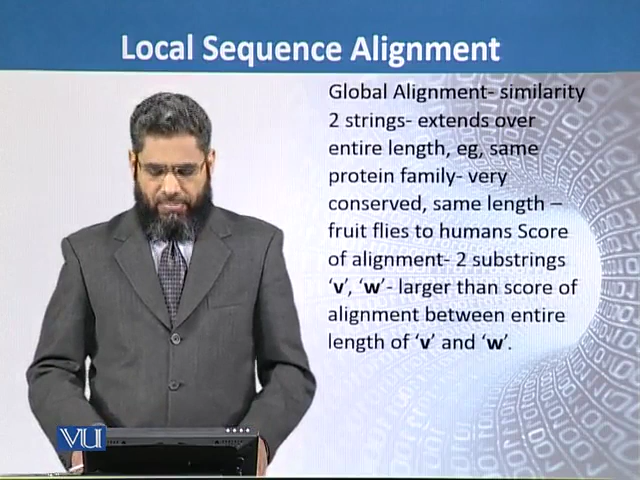 Local Sequence Alignment
Global Alignment- similarity
2 strings- extends over
entire length, eg, same
protein family- very
conserved, same length –
fruit flies to humans Score
of alignment- 2 substrings
‘v’, ‘w’- larger than score of
alignment between entire
length of ‘v’ and ‘w’.
VU